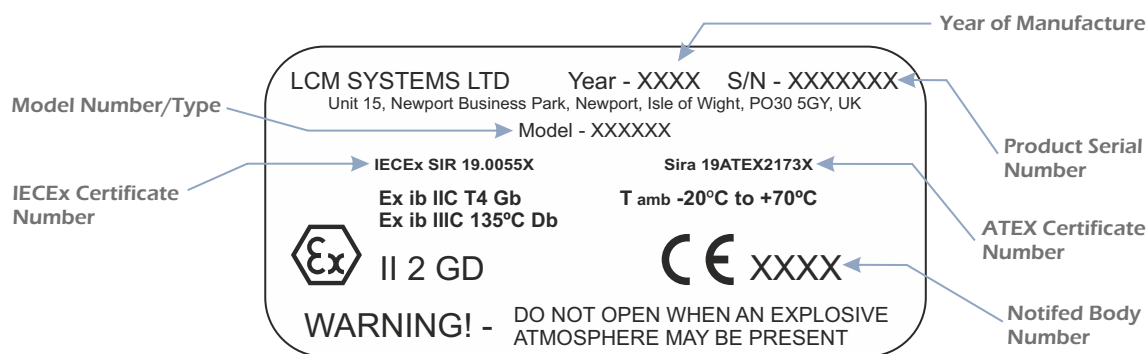 Year of Manufacture
LCM SYSTEMS LTD Year - XXXX S/N - XXXXXXX
Unit 15, Newport Business Park, Newport, Isle of Wight, PO30 5GY, UK
Model Number/Type
Model - XXXXXX
Product Serial
Number
IECEx SIR 19.0055X Sira 19ATEX2173X
IECEx Certificate
Number
Ex ib IIC T4 Gb T amb -20ºC to +70ºC
Ex ib IIIC 135ºC Db
ATEX Certificate
Number
Ex II 2 GD CE XXXX
Notifed Body
Number
WARNING! - DO NOT OPEN WHEN AN EXPLOSIVE
ATMOSPHERE MAY BE PRESENT